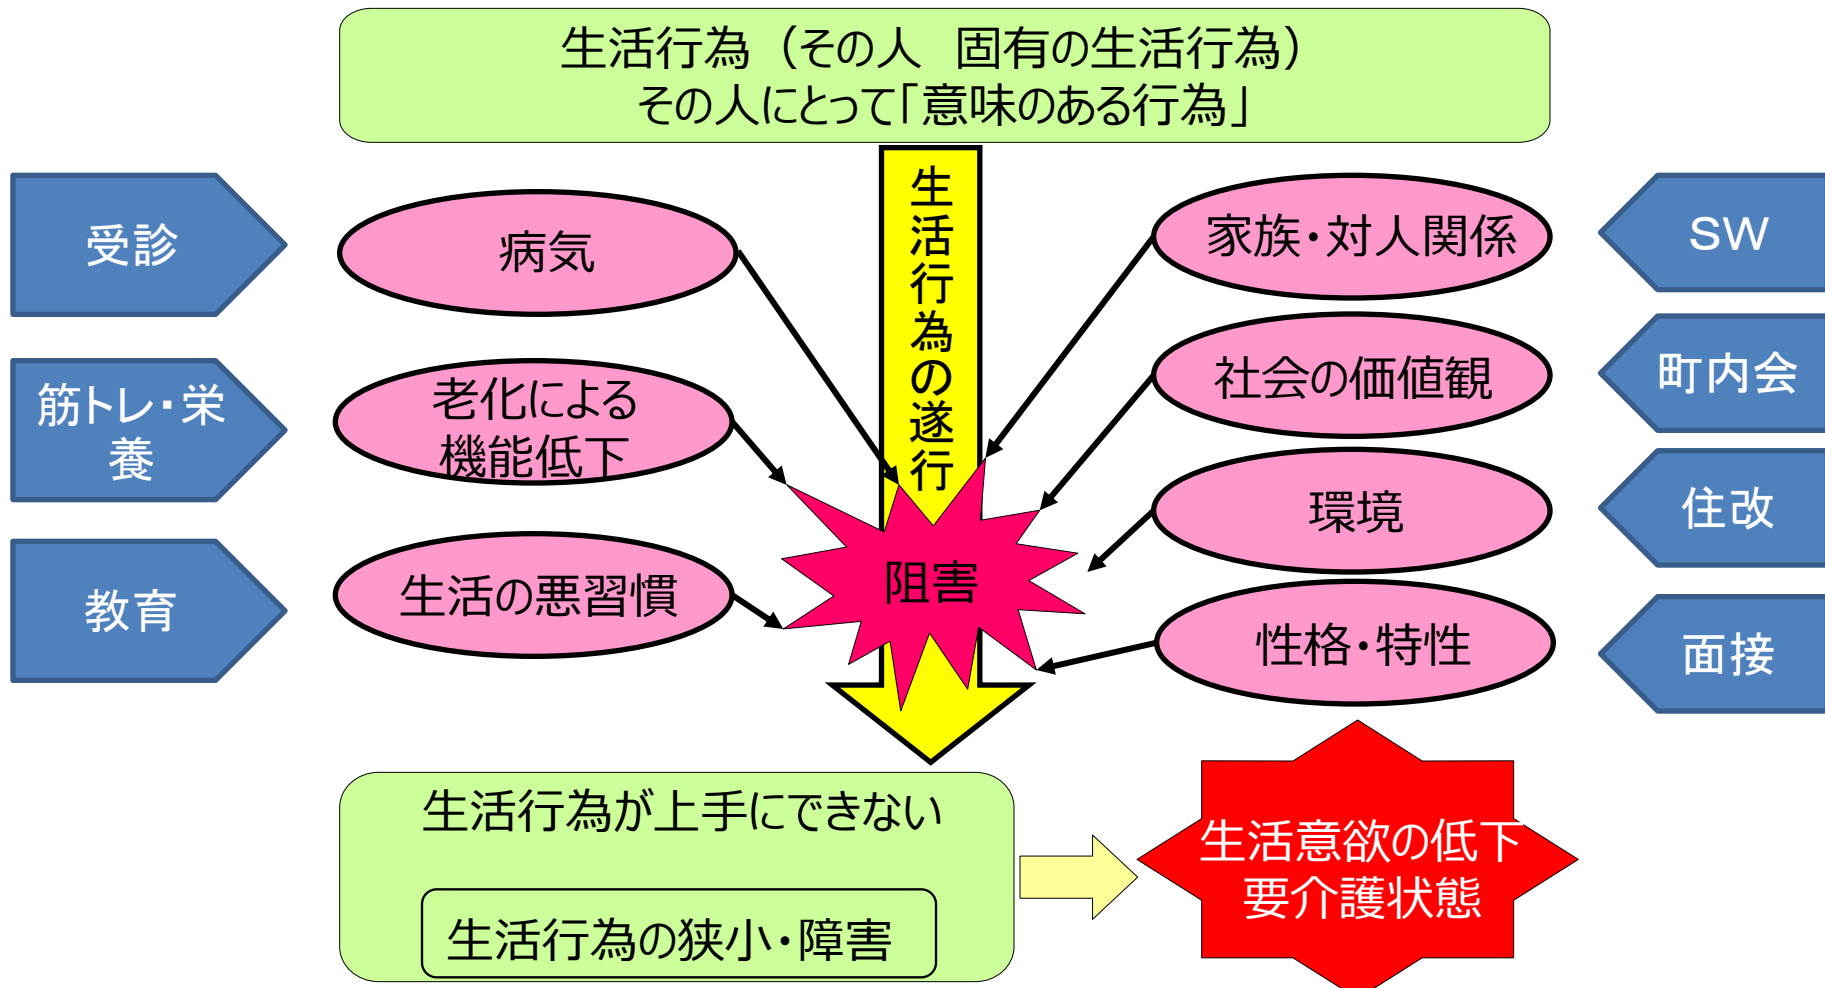 生活行為（その人　固有の生活行為）
その人にとって「意味のある行為」
生活行為の遂行
受診
病気
家族・対人関係
SW
筋トレ・栄
養
老化による
機能低下
社会の価値観
町内会
環境
住改
教育
生活の悪習慣
阻害
性格・特性
面接
生活行為が上手にできない
生活行為の狭小・障害
生活意欲の低下
要介護状態